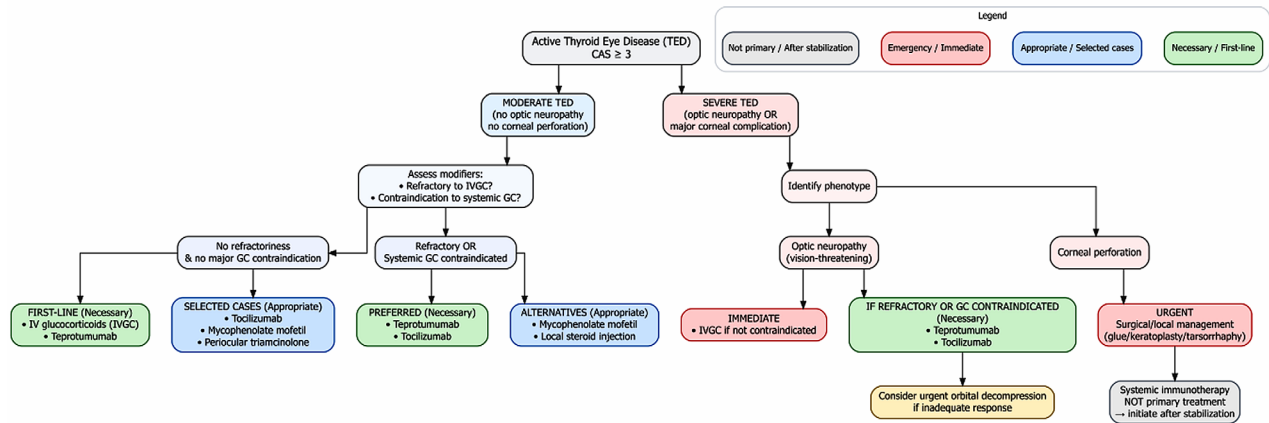 Legend
Not primary / After stabilization
Emergency / Immediate
Appropriate / Selected cases
Necessary / First-line
Active Thyroid Eye Disease (TED)
CAS ≥ 3
MODERATE TED
(no optic neuropathy
no corneal perforation)
SEVERE TED
(optic neuropathy OR
major corneal complication)
Assess modifiers:
• Refractory to IVGC?
• Contraindication to systemic GC?
Identify phenotype
No refractoriness
& no major GC contraindication
Refractory OR
Systemic GC contraindicated
Optic neuropathy
(vision-threatening)
Corneal perforation
FIRST-LINE (Necessary)
• IV glucocorticoids (IVGC)
• Teprotumumab
SELECTED CASES (Appropriate)
• Tocilizumab
• Mycophenolate mofetil
• Periocular triamcinolone
PREFERRED (Necessary)
• Teprotumumab
• Tocilizumab
ALTERNATIVES (Appropriate)
• Mycophenolate mofetil
• Local steroid injection
IMMEDIATE
• IVGC if not contraindicated
IF REFRACTORY OR GC CONTRAINDICATED
(Necessary)
• Teprotumumab
• Tocilizumab
URGENT
Surgical/local management
(glue/keratoplasty/tarsorrhaphy)
Consider urgent orbital decompression
if inadequate response
Systemic immunotherapy
NOT primary treatment
→ initiate after stabilization